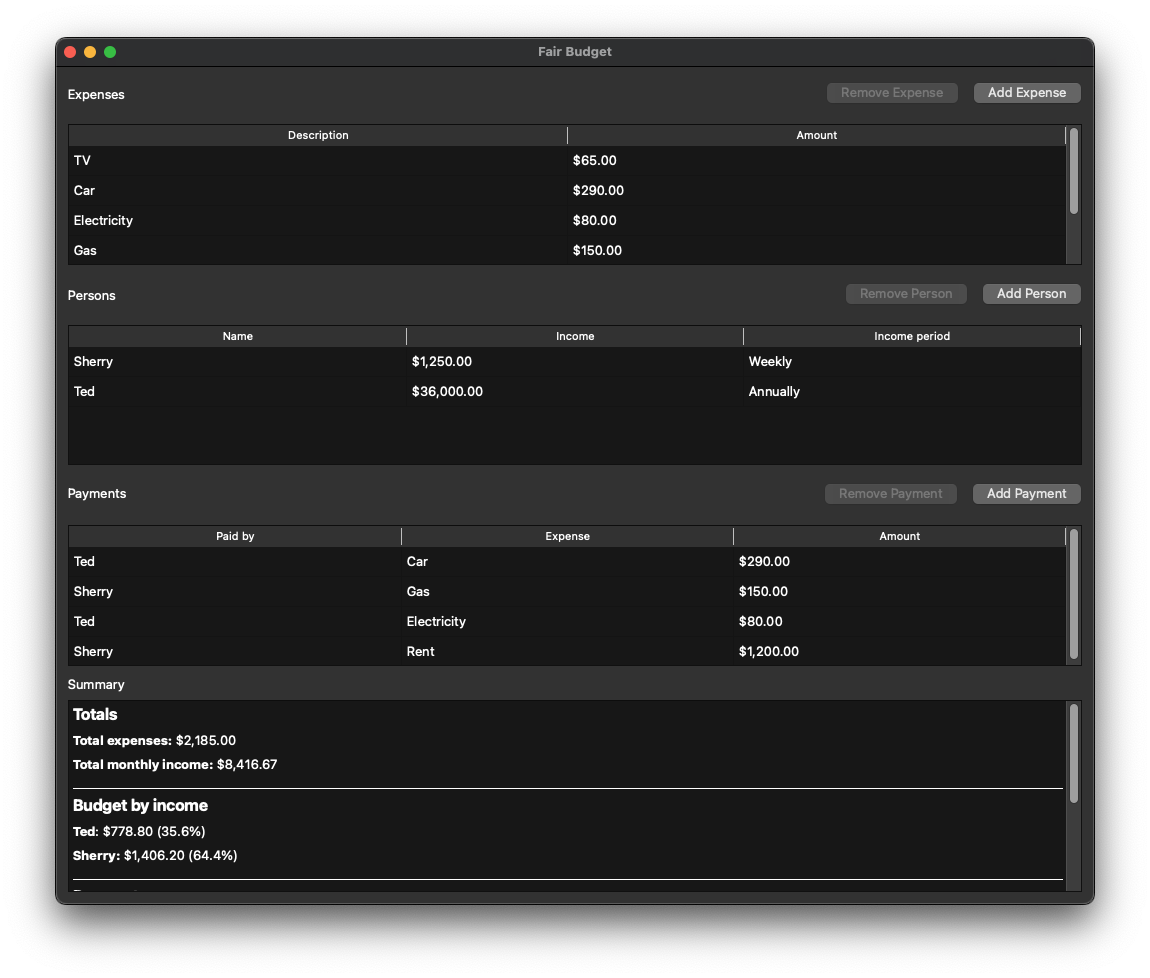 Fair Budget
Expenses Remove Expense Add Expense
Description Amount
TV $65.00
Car $290.00
Electricity $80.00
Gas $150.00
Persons Remove Person Add Person
Name Income Income period
Sherry $1,250.00 Weekly
Ted $36,000.00 Annually
Payments Remove Payment Add Payment
Paid by Expense Amount
Ted Car $290.00
Sherry Gas $150.00
Ted Electricity $80.00
Sherry Rent $1,200.00
Summary
Totals
Total expenses: $2,185.00
Total monthly income: $8,416.67
Budget by income
Ted: $778.80 (35.6%)
Sherry: $1,406.20 (64.4%)